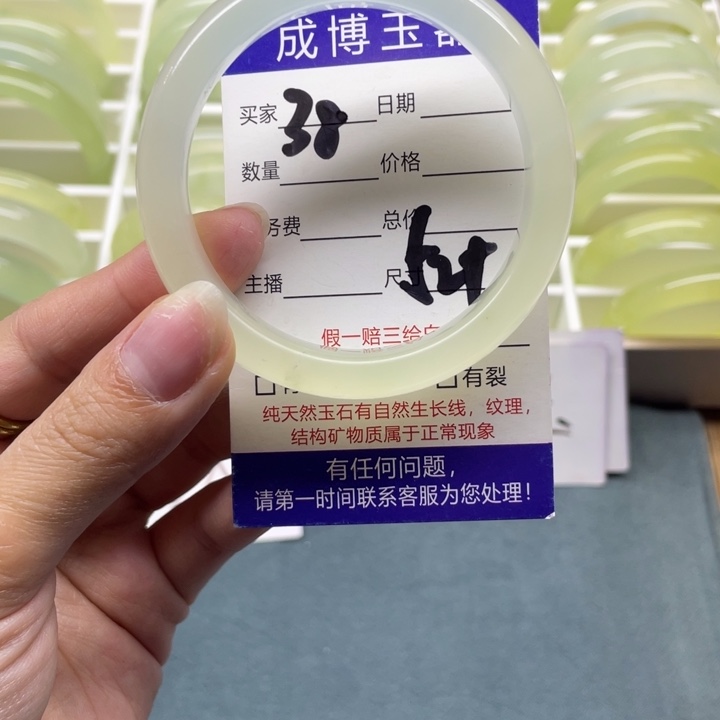 成博玉
买家 38 日期
数量 价格
务费 总价
主播 尺寸 54
假一赔三给
有裂
纯天然玉石有自然生长线，纹理，
结构矿物质属于正常现象
有任何问题，
请第一时间联系客服为您处理！